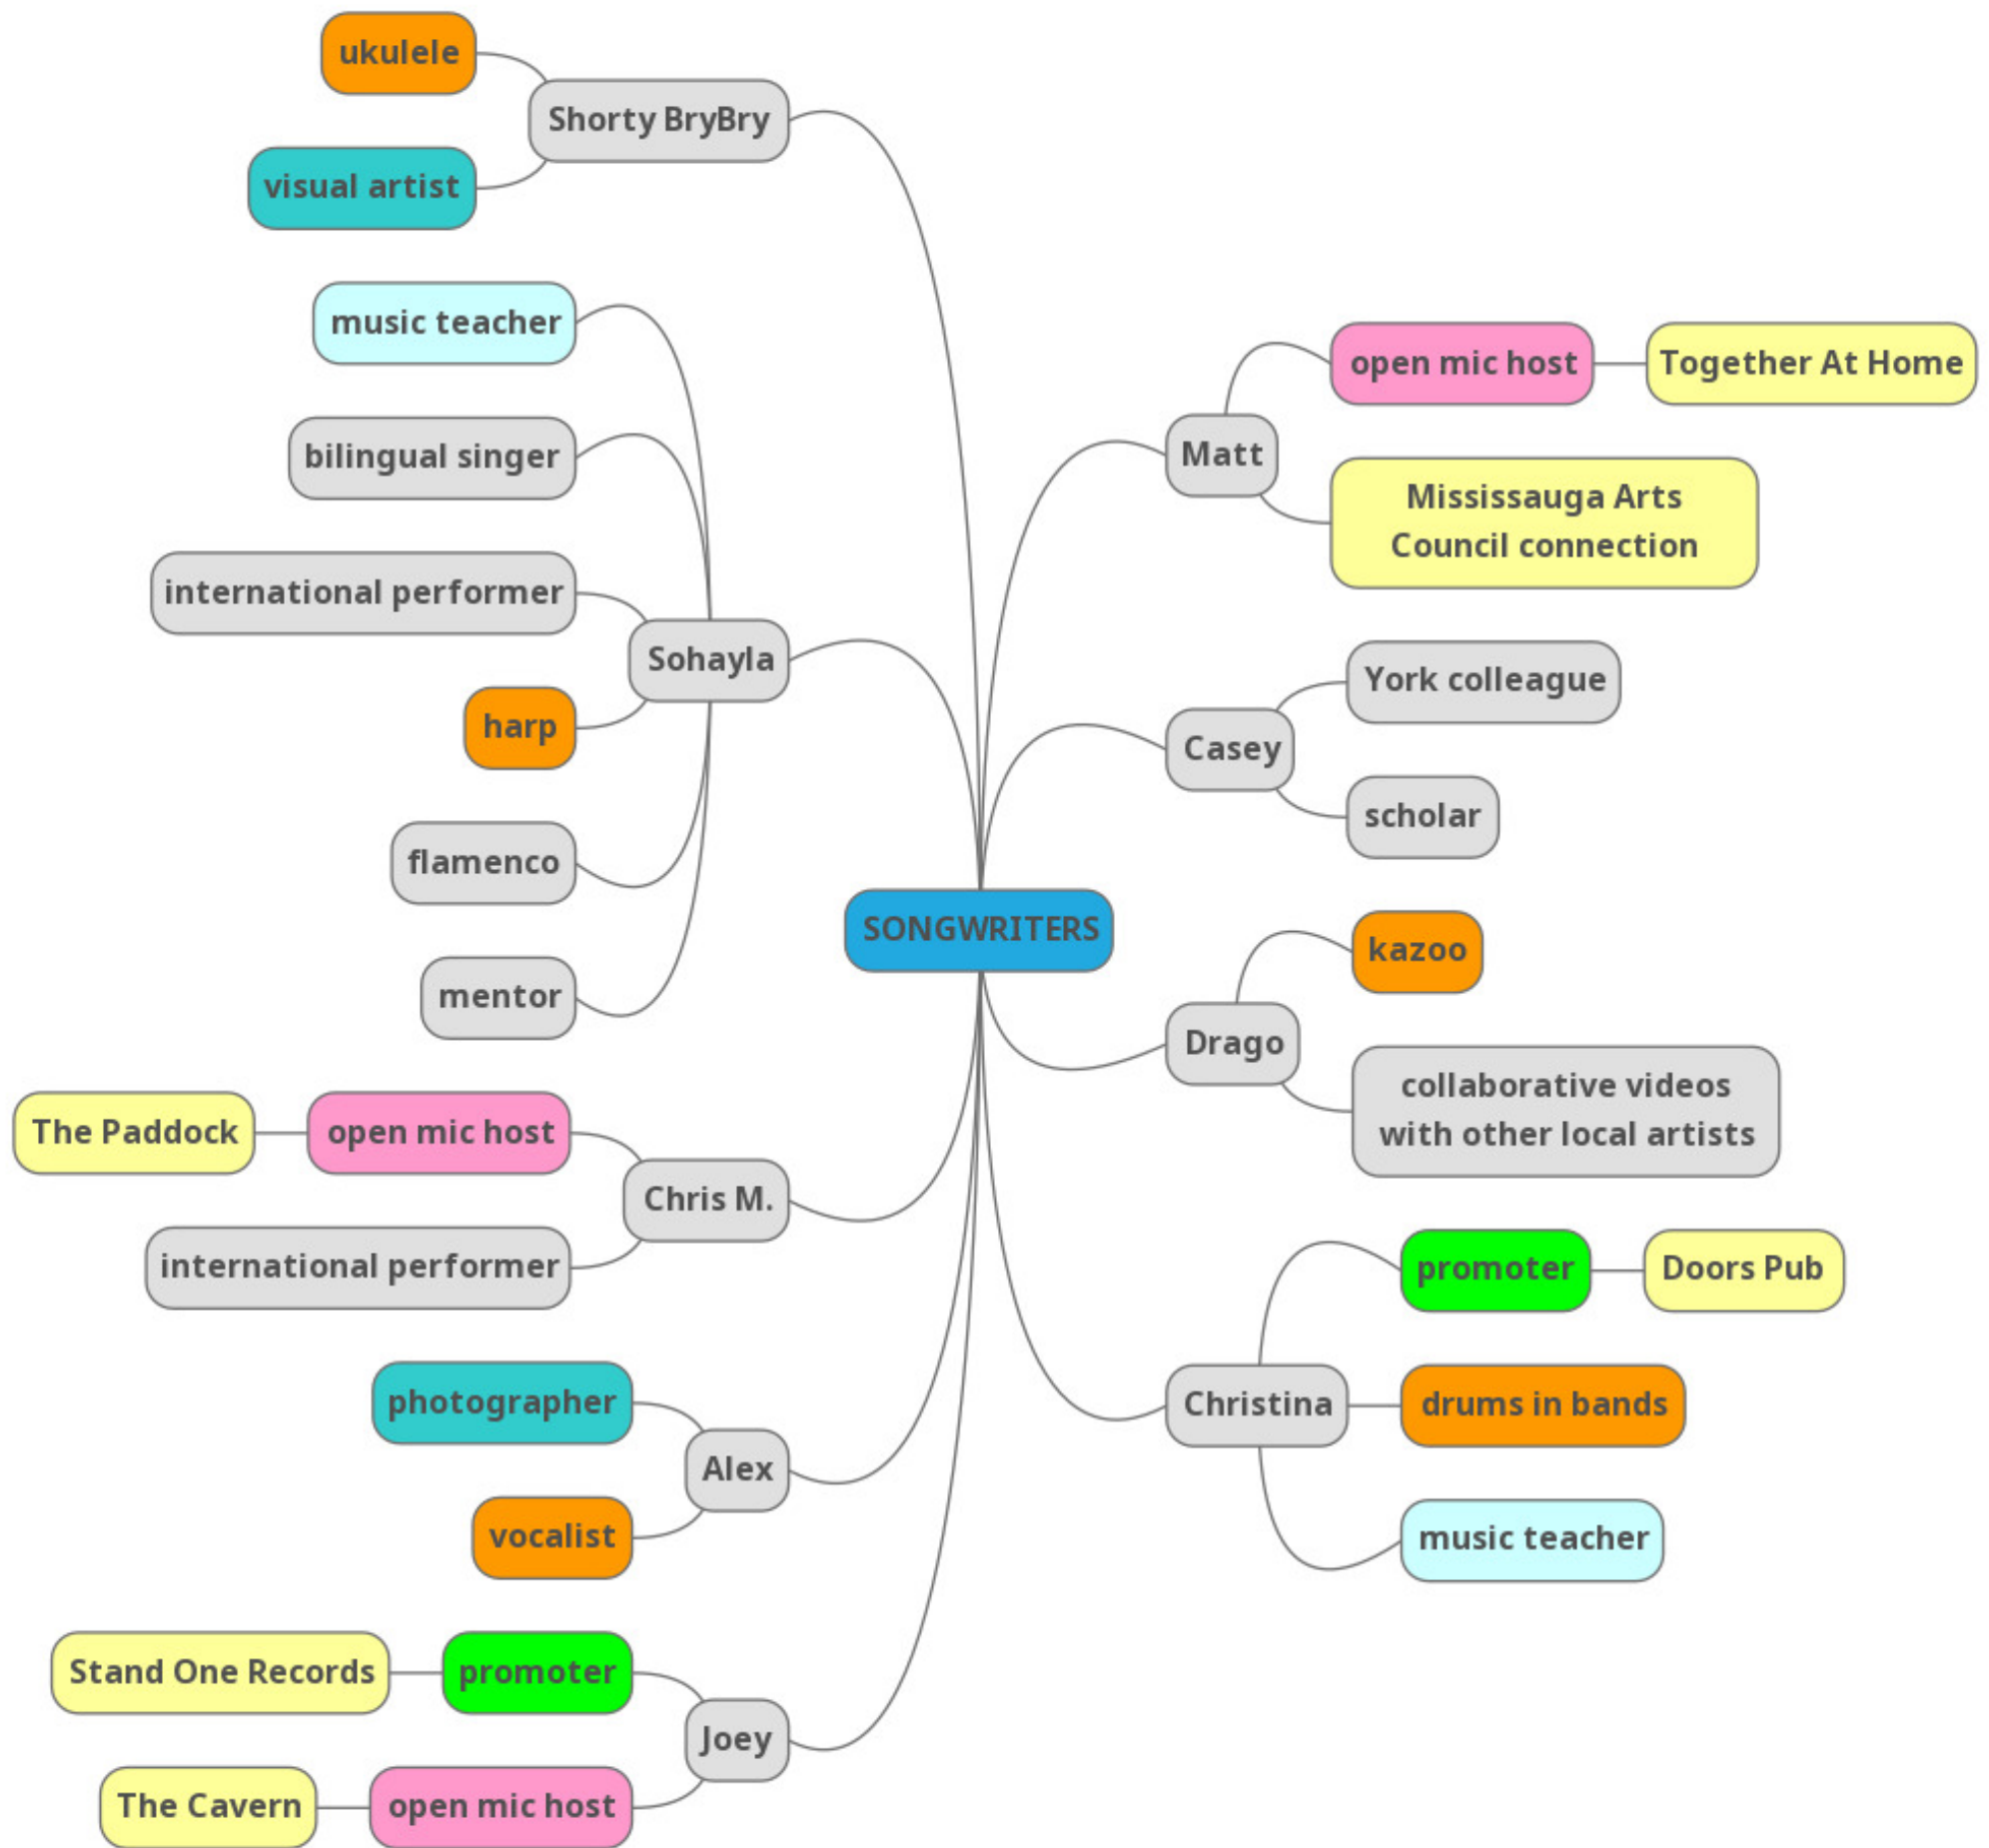 ukulele
Shorty BryBry
visual artist
music teacher
bilingual singer
international performer
Sohayla
harp
flamenco
mentor
The Paddock
open mic host
Chris M.
international performer
photographer
Alex
vocalist
Stand One Records
promoter
Joey
The Cavern
open mic host
SONGWRITERS
open mic host
Together At Home
Matt
Mississauga Arts
Council connection
York colleague
Casey
scholar
kazoo
Drago
collaborative videos
with other local artists
promoter
Doors Pub
Christina
drums in bands
music teacher